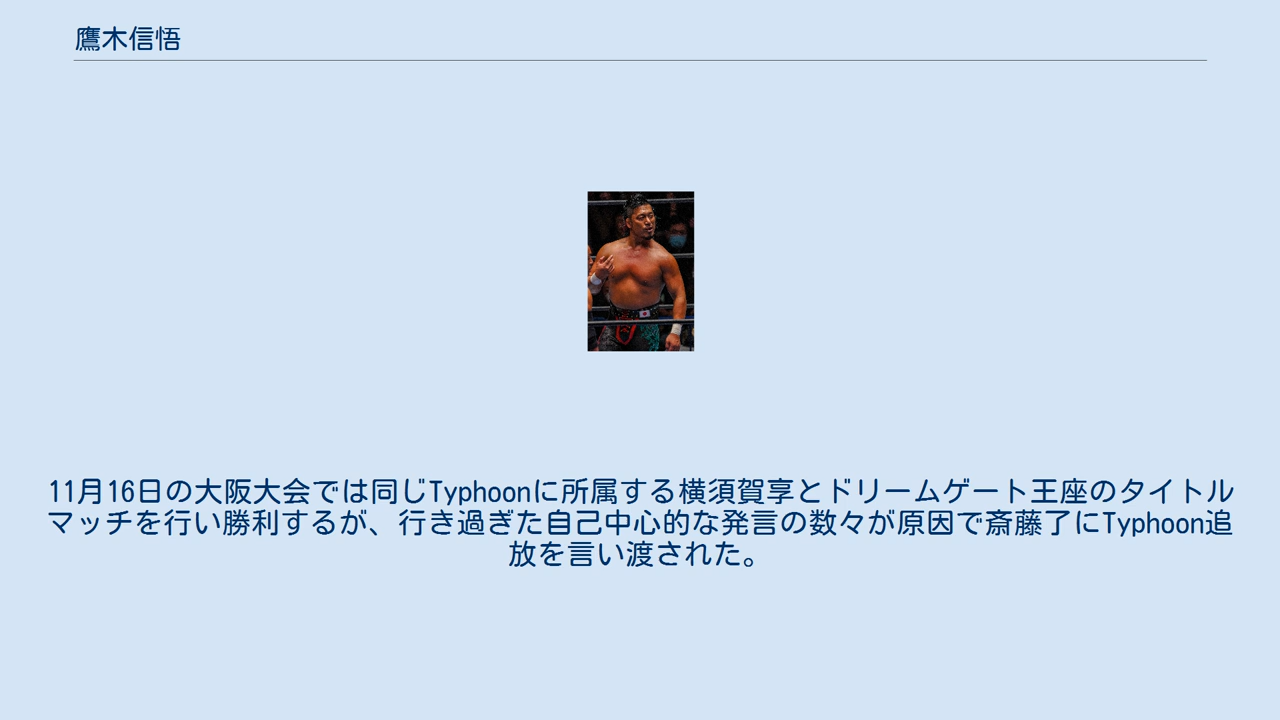 鷹木信悟
11月16日の大阪大会では同じTyphoonに所属する横須賀享とドリームゲート王座のタイトル
マッチを行い勝利するが、行き過ぎた自己中心的な発言の数々が原因で斎藤了にTyphoon追
放を言い渡された。